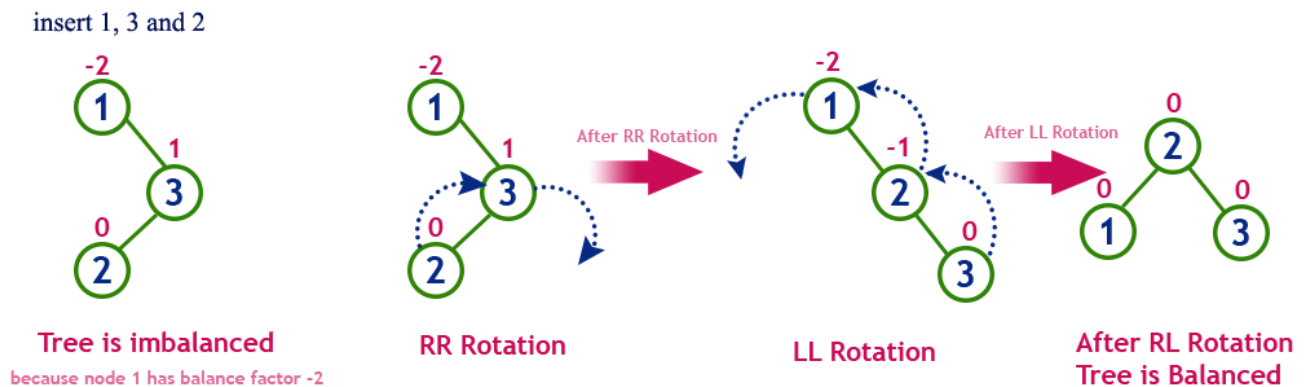 insert 1, 3 and 2
-2
1
1
3
0
2
Tree is imbalanced
because node 1 has balance factor -2
-2
1
1
3
0
2
RR Rotation
After RR Rotation
-2
1
-1
2
0
3
LL Rotation
After LL Rotation
0
2
0
0
1
3
After RL Rotation
Tree is Balanced